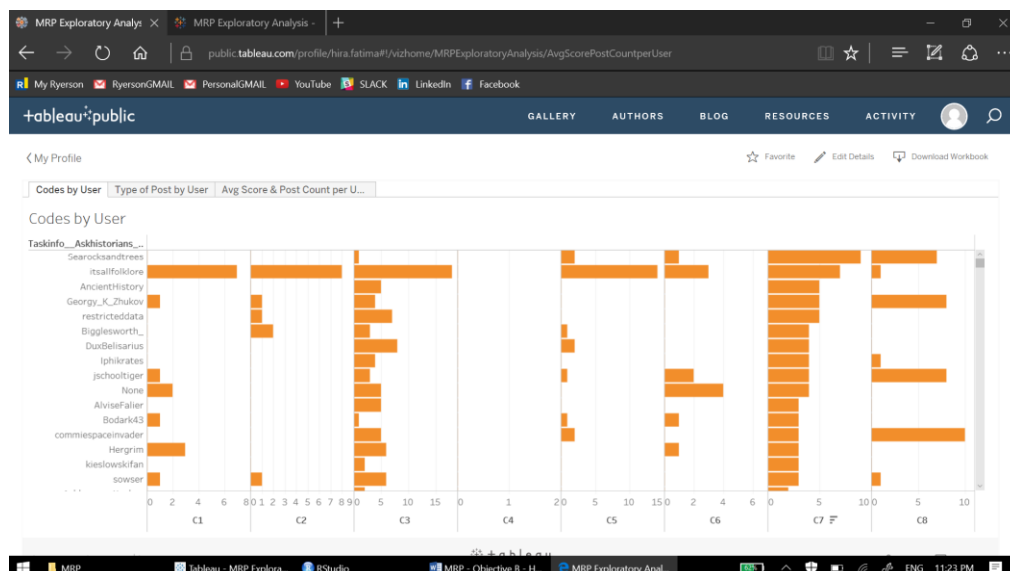 MRP Exploratory Analys
MRP Exploratory Analysis -
public.tableau.com/profile/hira.fatima#!/vizhome/MRPExploratoryAnalysis/AvgScorePostCountperUser
My Ryerson RyersonGMAIL PersonalGMAIL YouTube SLACK LinkedIn Facebook
+ableau public GALLERY AUTHORS BLOG RESOURCES ACTIVITY
My Profile Favorite Edit Details Download Workbook
Codes by User Type of Post by User Avg Score & Post Count per U...
Codes by User
Taskinfo__Askhistorians_..
Searocksandtrees
itsallfolklore
AncientHistory
Georgy_K_Zhukov
restricteddata
Bigglesworth_
DuxBelisarius
Iphikrates
jschooltiger
None
AlviseFalier
Bodark43
commiespaceinvader
Hergrim
kieslowskifan
sowser
0 2 4 6 8 0 1 2 3 4 5 6 7 8 9 0 5 10 15 0 1 2 0 5 10 15 0 2 4 6 0 5 10 0 5 10
C1 C2 C3 C4 C5 C6 C7 C8
+ableau
MRP Tableau - MRP Explora... RStudio MRP - Objective B - H... MRP Exploratory Anal... 62% ENG 11:23 PM